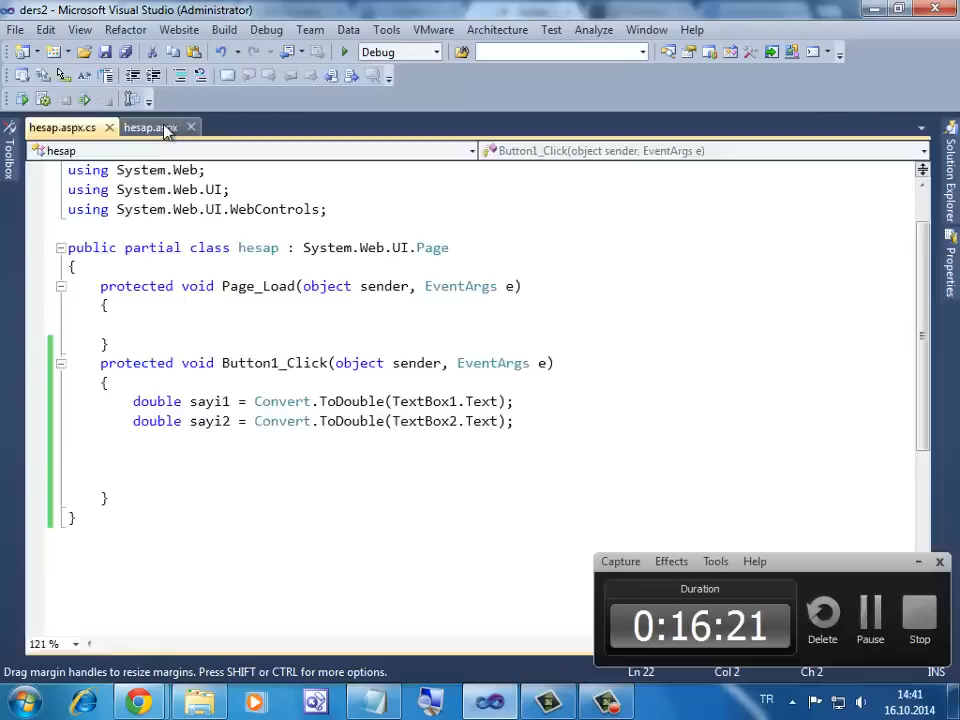 ders2 - Microsoft Visual Studio (Administrator)
File Edit View Refactor Website Build Debug Team Data Tools VMware Architecture Test Analyze Window Help
Debug
hesap.aspx.cs hesap.aspx
Toolbox
Solution Explorer
Properties
hesap Button1_Click(object sender, EventArgs e)
using System.Web;
using System.Web.UI;
using System.Web.UI.WebControls;
public partial class hesap : System.Web.UI.Page
{
protected void Page_Load(object sender, EventArgs e)
{
}
protected void Button1_Click(object sender, EventArgs e)
{
double sayi1 = Convert.ToDouble(TextBox1.Text);
double sayi2 = Convert.ToDouble(TextBox2.Text);
}
}
Capture Effects Tools Help
Duration
0:16:21
Delete Pause Stop
121 %
Drag margin handles to resize margins. Press SHIFT or CTRL for more options. Ln 22 Col 2 Ch 2 INS
TR
14:41
16.10.2014